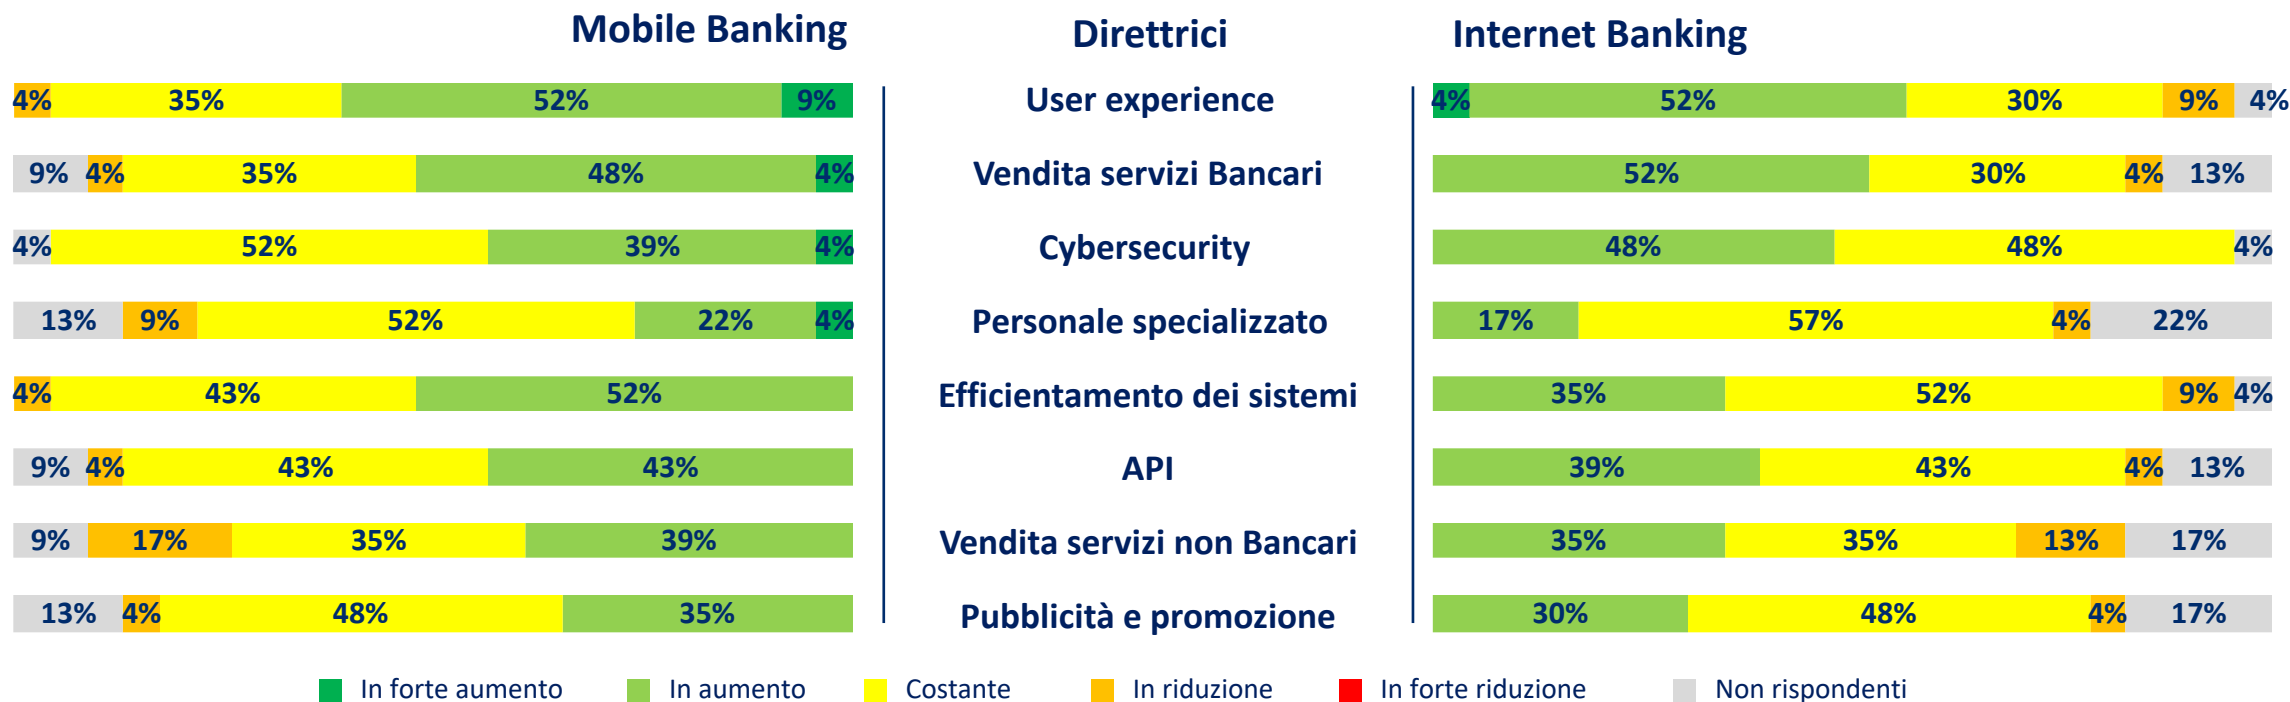 Mobile Banking Direttrici Internet Banking
4% 35% 52% 9% User experience 4% 52% 30% 9% 4%
9% 4% 35% 48% 4% Vendita servizi Bancari 52% 30% 4% 13%
4% 52% 39% 4% Cybersecurity 48% 48% 4%
13% 9% 52% 22% 4% Personale specializzato 17% 57% 4% 22%
4% 43% 52% Efficientamento dei sistemi 35% 52% 9% 4%
9% 4% 43% 43% API 39% 43% 4% 13%
9% 17% 35% 39% Vendita servizi non Bancari 35% 35% 13% 17%
13% 4% 48% 35% Pubblicità e promozione 30% 48% 4% 17%
In forte aumento In aumento Costante In riduzione In forte riduzione Non rispondenti